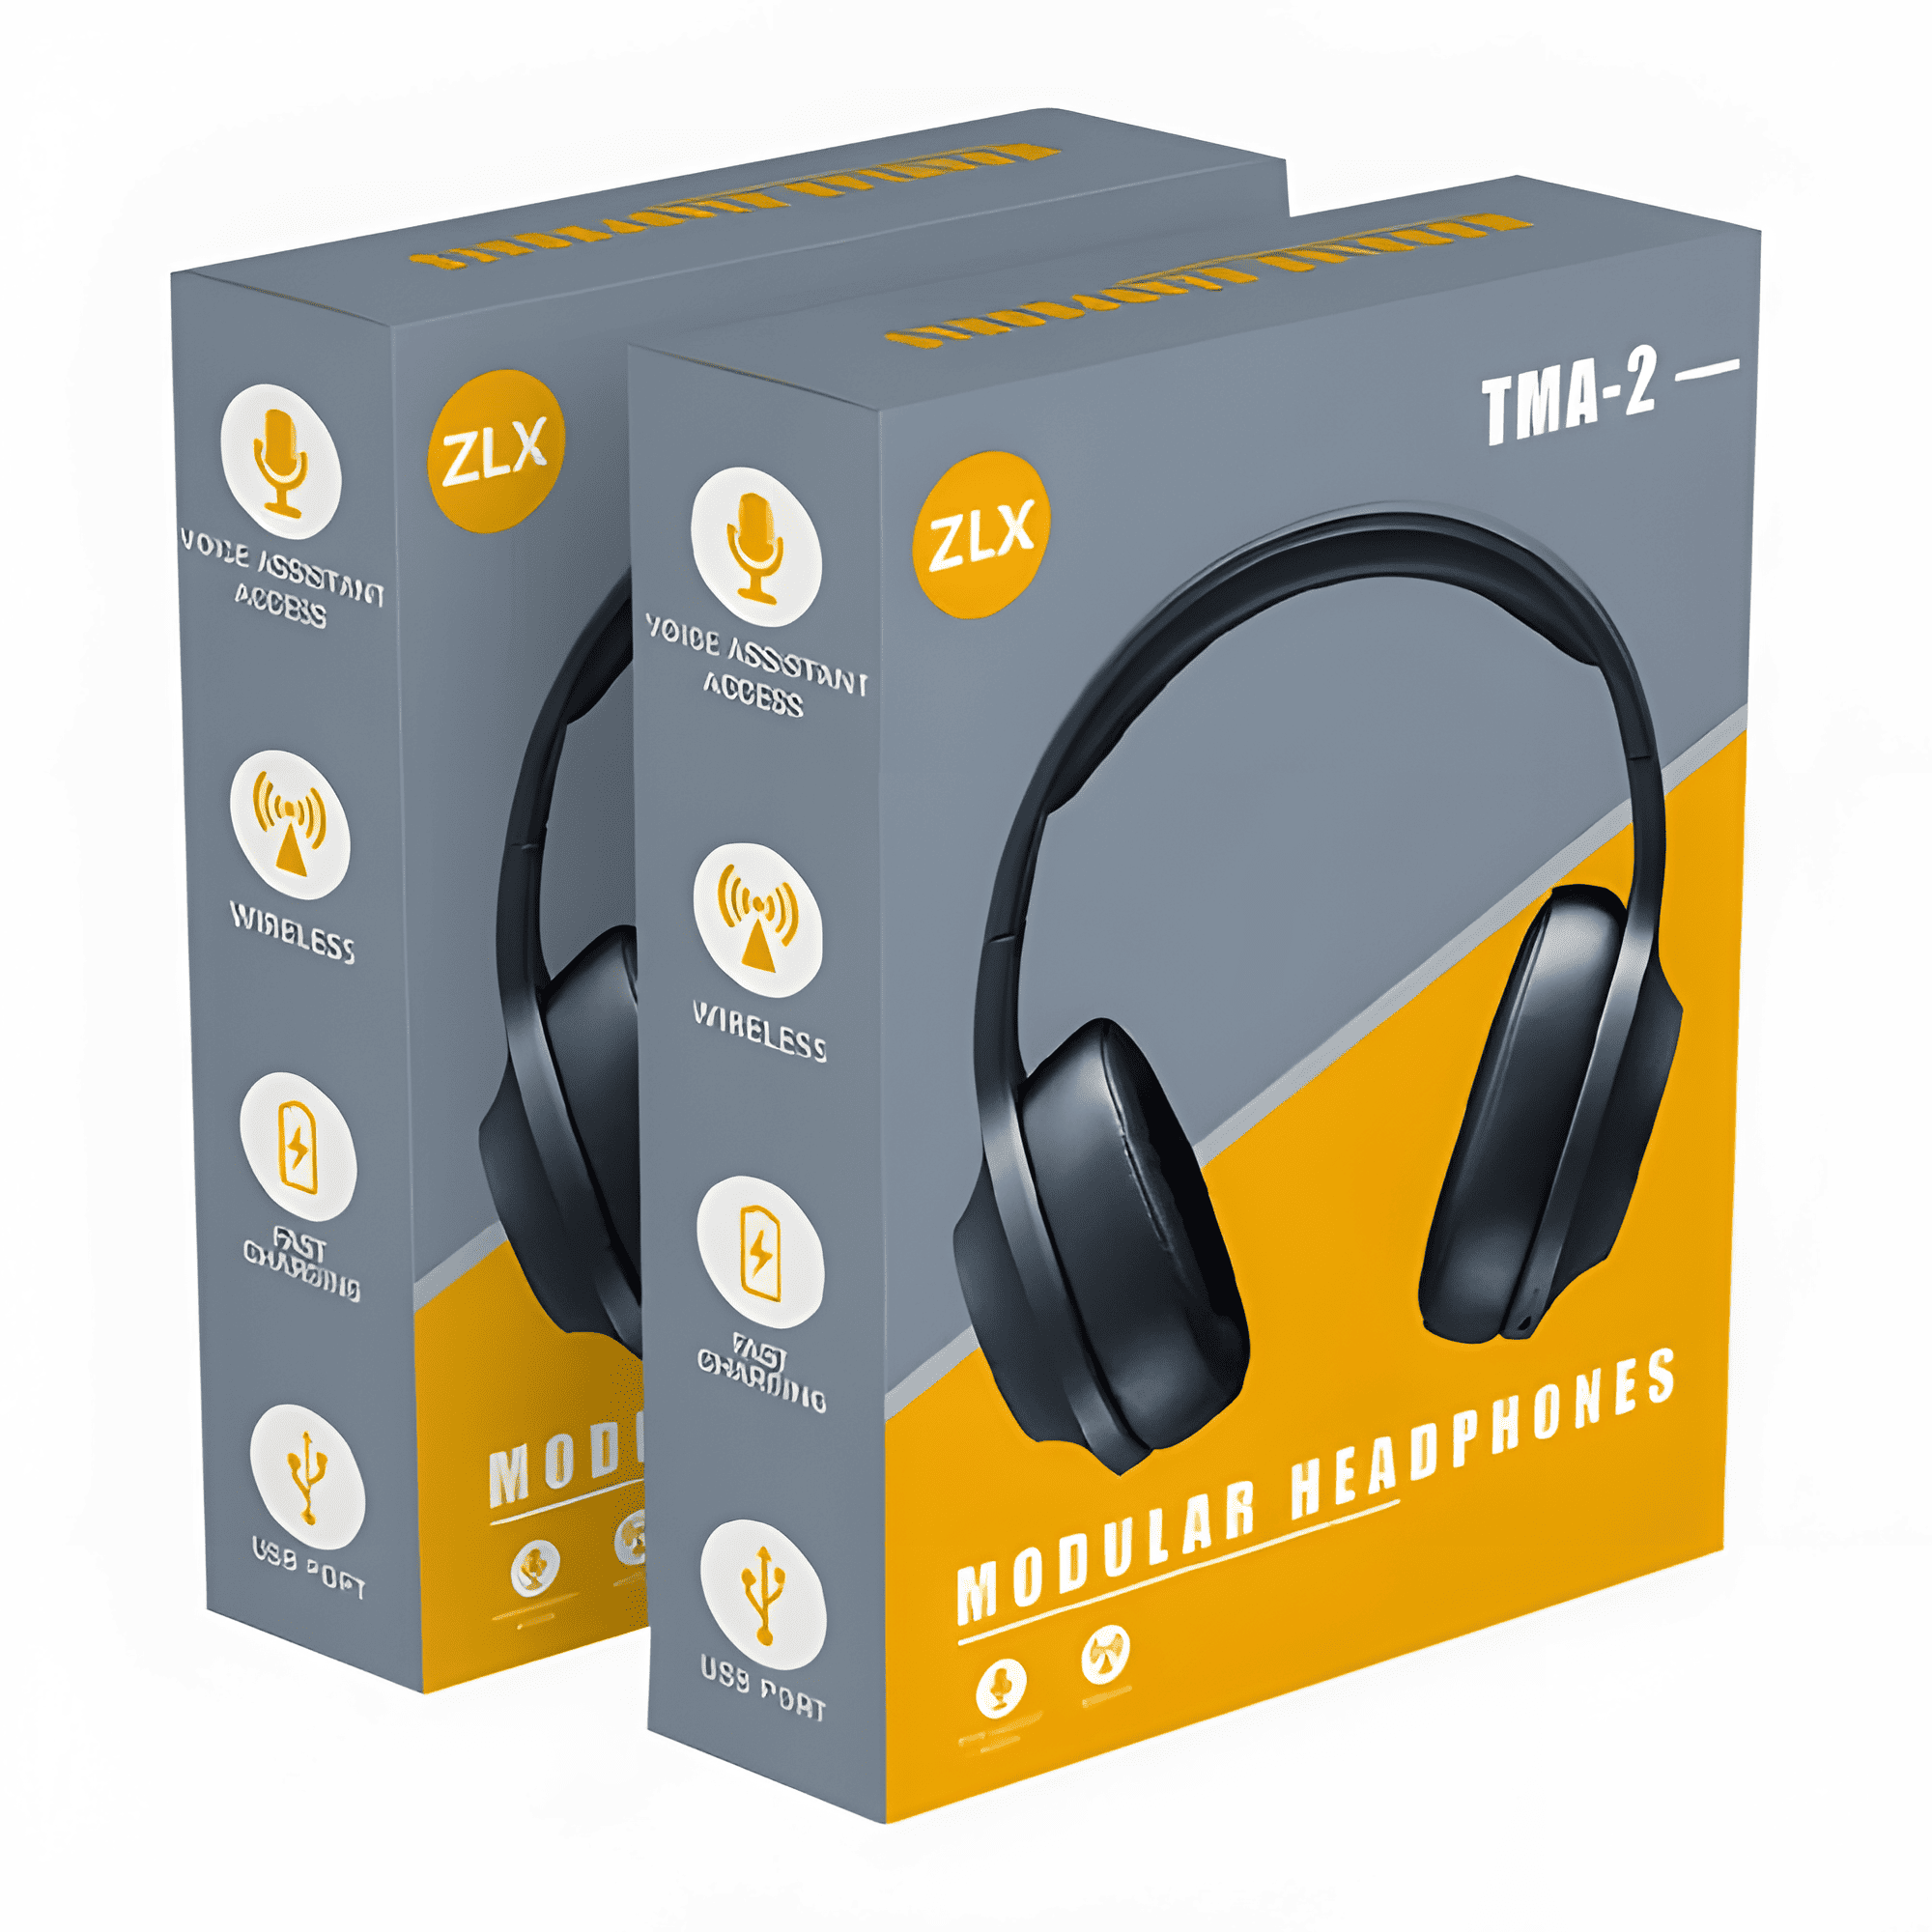 ZLX
VOICE ASSISTANT
ACCESS
WIRELESS
FAST
CHARGING
USB PORT
MODU
TMA-2
ZLX
VOICE ASSISTANT
ACCESS
WIRELESS
FAST
CHARGING
USB PORT
MODULAR HEADPHONES